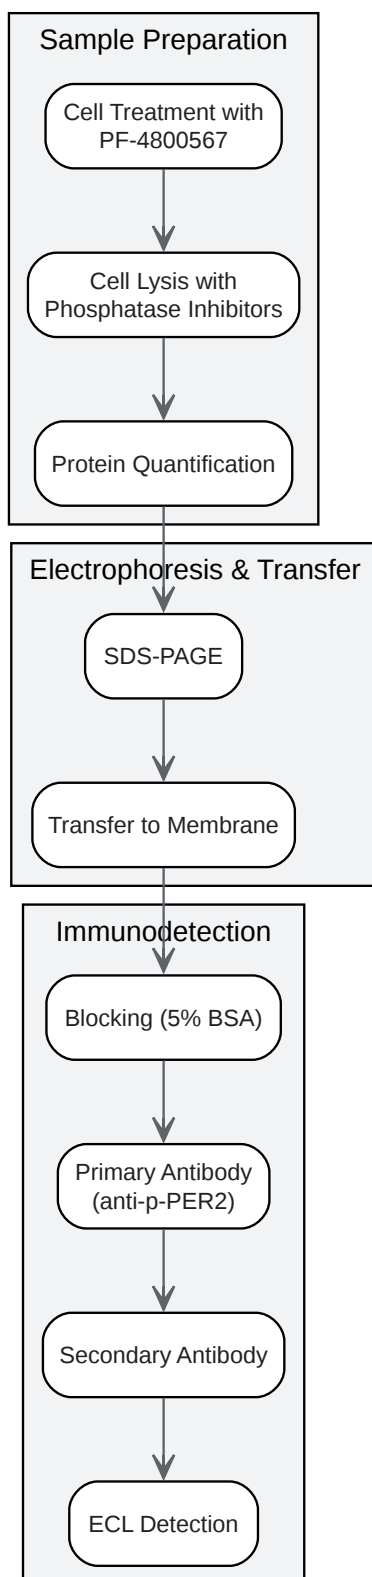 Sample Preparation
Cell Treatment with
PF-4800567
Cell Lysis with
Phosphatase Inhibitors
Protein Quantification
Electrophoresis & Transfer
SDS-PAGE
Transfer to Membrane
Immunodetection
Blocking (5% BSA)
Primary Antibody
(anti-p-PER2)
Secondary Antibody
ECL Detection